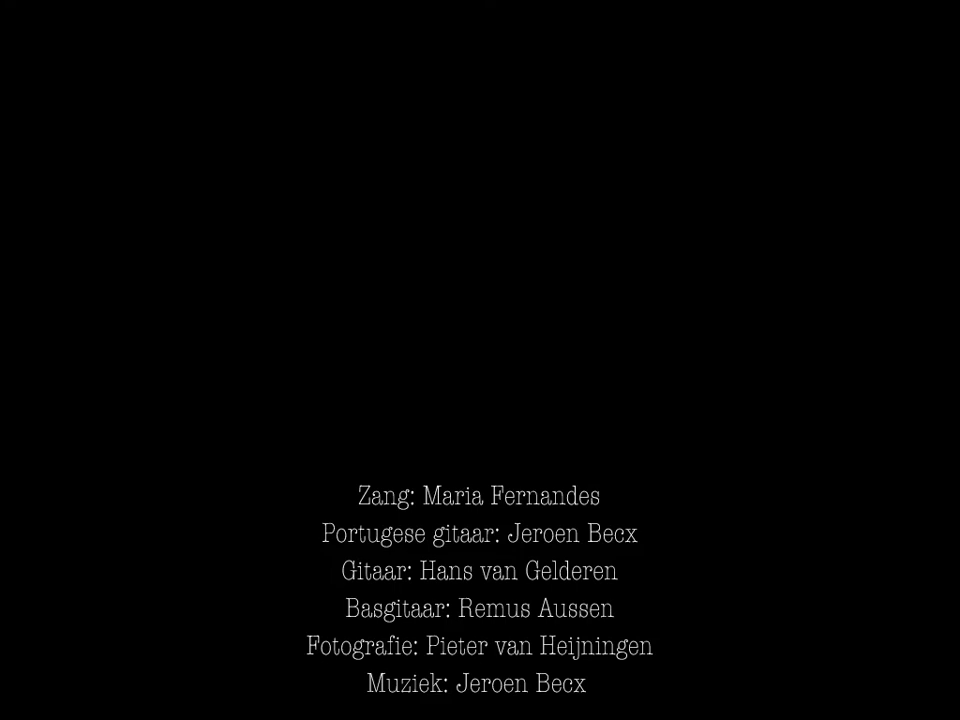 Zang: Maria Fernandes
Portugese gitaar: Jeroen Becx
Gitaar: Hans van Gelderen
Basgitaar: Remus Aussen
Fotografie: Pieter van Heijningen
Muziek: Jeroen Becx